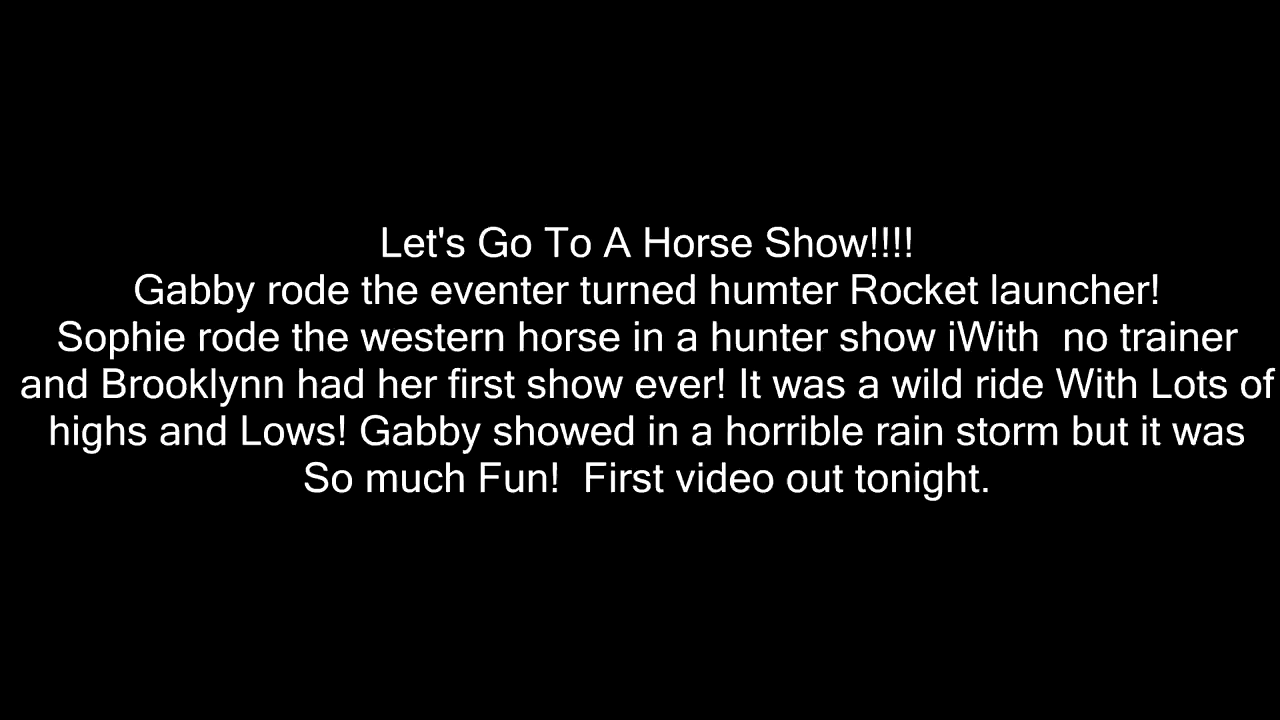 Let's Go To A Horse Show!!!!
Gabby rode the eventer turned humter Rocket launcher!
Sophie rode the western horse in a hunter show iWith  no trainer
and Brooklynn had her first show ever! It was a wild ride With Lots of
highs and Lows! Gabby showed in a horrible rain storm but it was
So much Fun!  First video out tonight.